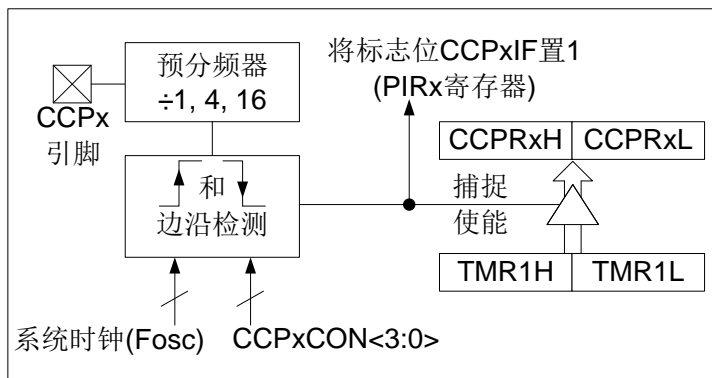 预分频器
÷1, 4, 16
CCPx
引脚
和
边沿检测
系统时钟(Fosc)
CCPxCON<3:0>
将标志位CCPxIF置1
(PIRx寄存器)
捕捉
使能
CCPRxH
CCPRxL
TMR1H
TMR1L